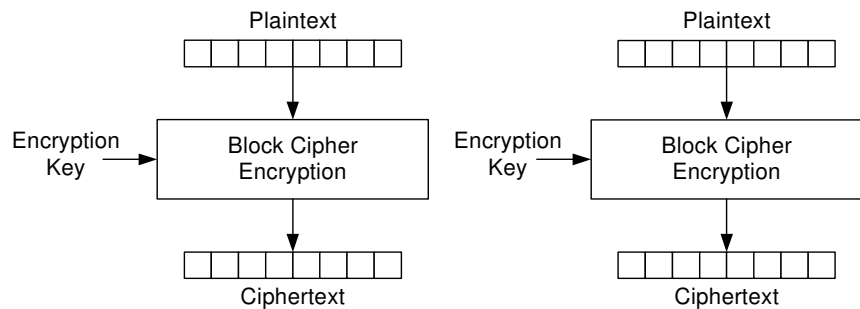 Plaintext
Encryption
Key
Block Cipher
Encryption
Ciphertext
Plaintext
Encryption
Key
Block Cipher
Encryption
Ciphertext